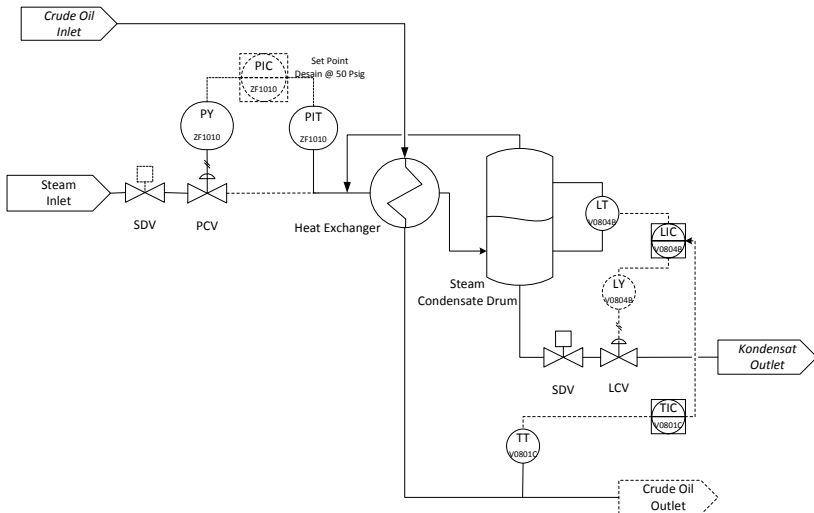 Crude Oil
Inlet
PIC
ZF1010
Set Point
Desain @ 50 Psig
PY
ZF1010
PIT
ZF1010
Steam
Inlet
SDV
PCV
Heat Exchanger
LT
V0804B
LIC
V0804B
Steam
Condensate Drum
LY
V0804B
SDV
LCV
Kondensat
Outlet
TIC
V0801C
TT
V0801C
Crude Oil
Outlet